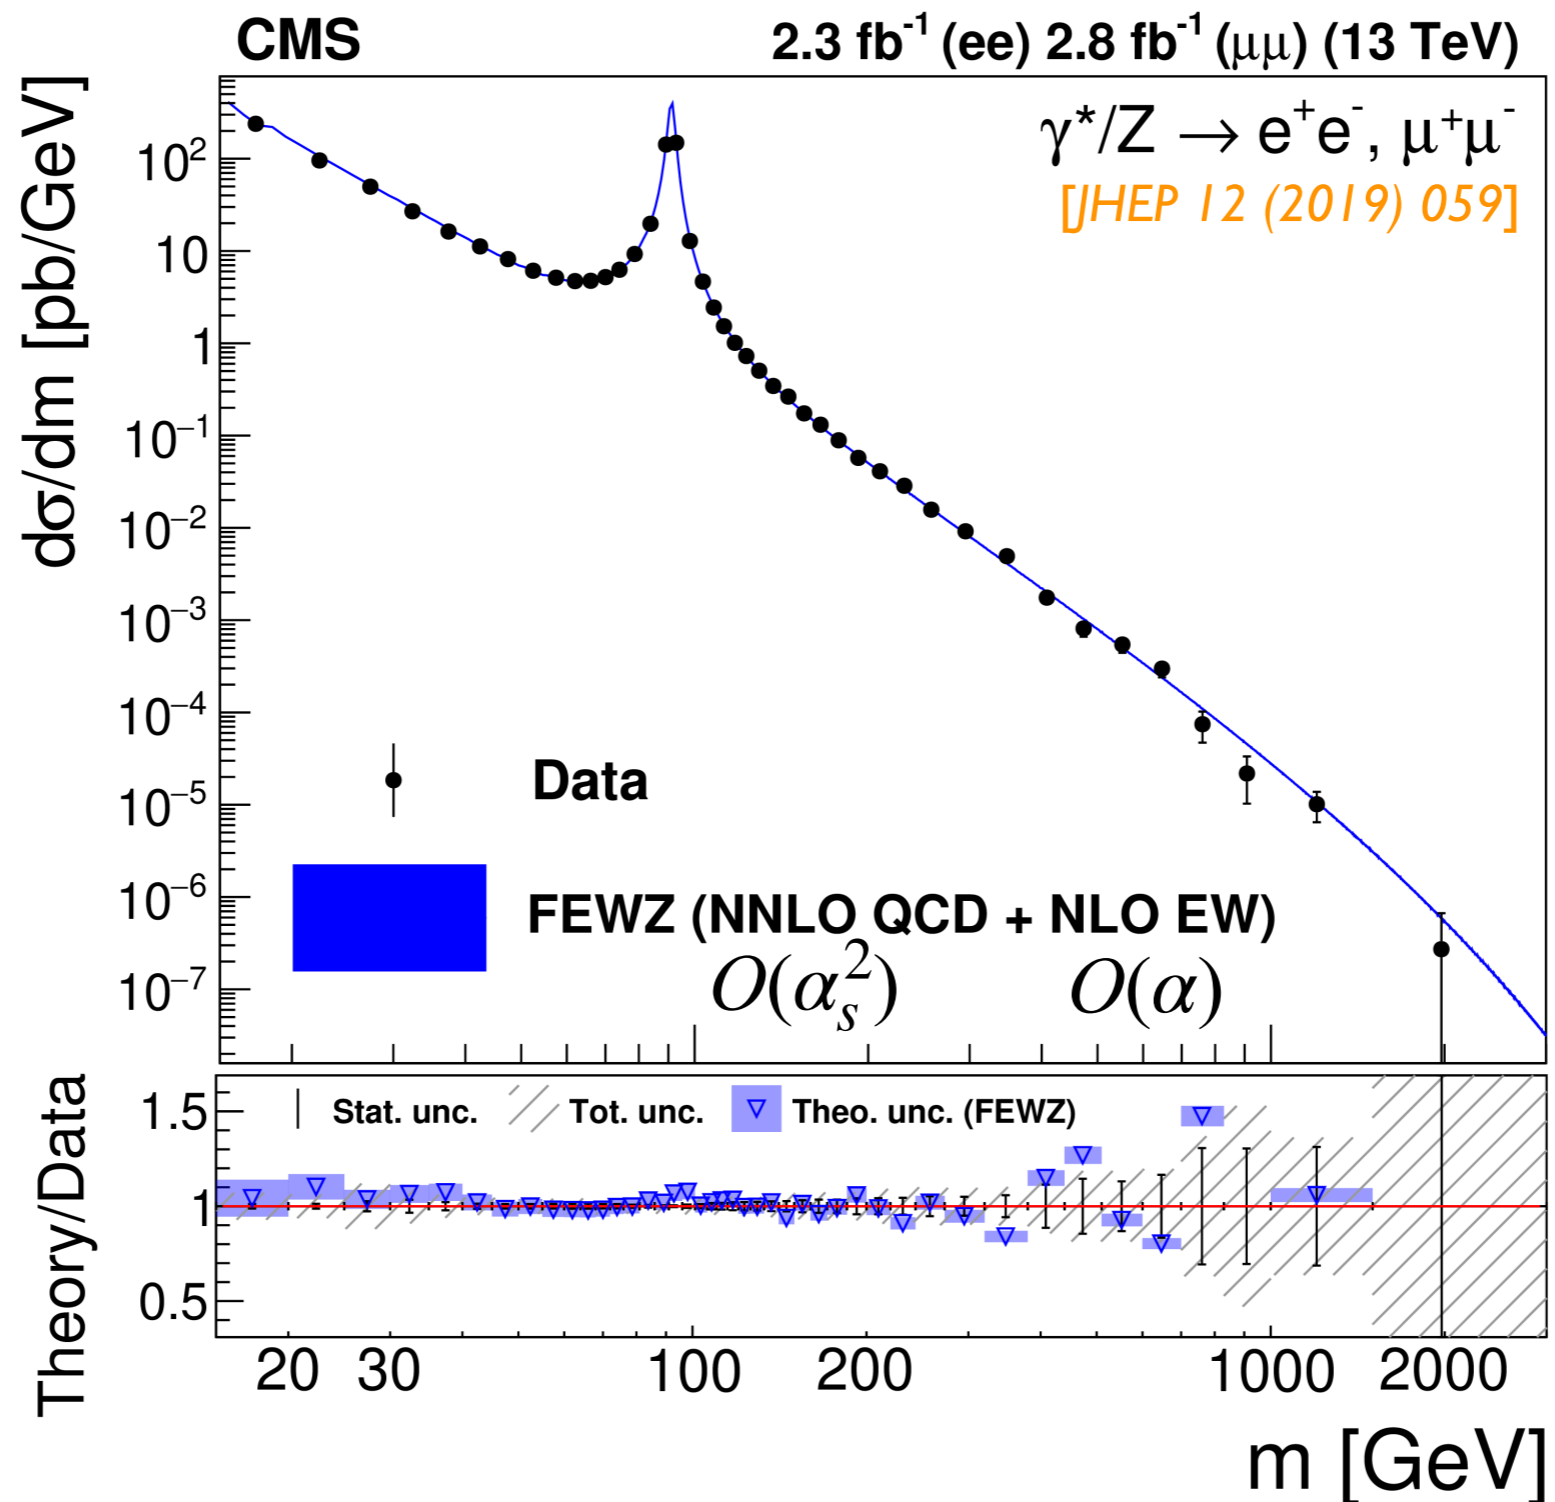 CMS 2.3 fb⁻¹ (ee) 2.8 fb⁻¹ (μμ) (13 TeV)
γ*/Z → e⁺e⁻, μ⁺μ⁻
[JHEP 12 (2019) 059]
dσ/dm [pb/GeV]
10²
10
1
10⁻¹
10⁻²
10⁻³
10⁻⁴
10⁻⁵
10⁻⁶
10⁻⁷
Data
FEWZ (NNLO QCD + NLO EW)
O(αₛ²) O(α)
Theory/Data
Stat. unc. Tot. unc. Theo. unc. (FEWZ)
1.5
1
0.5
20 30 100 200 1000 2000
m [GeV]